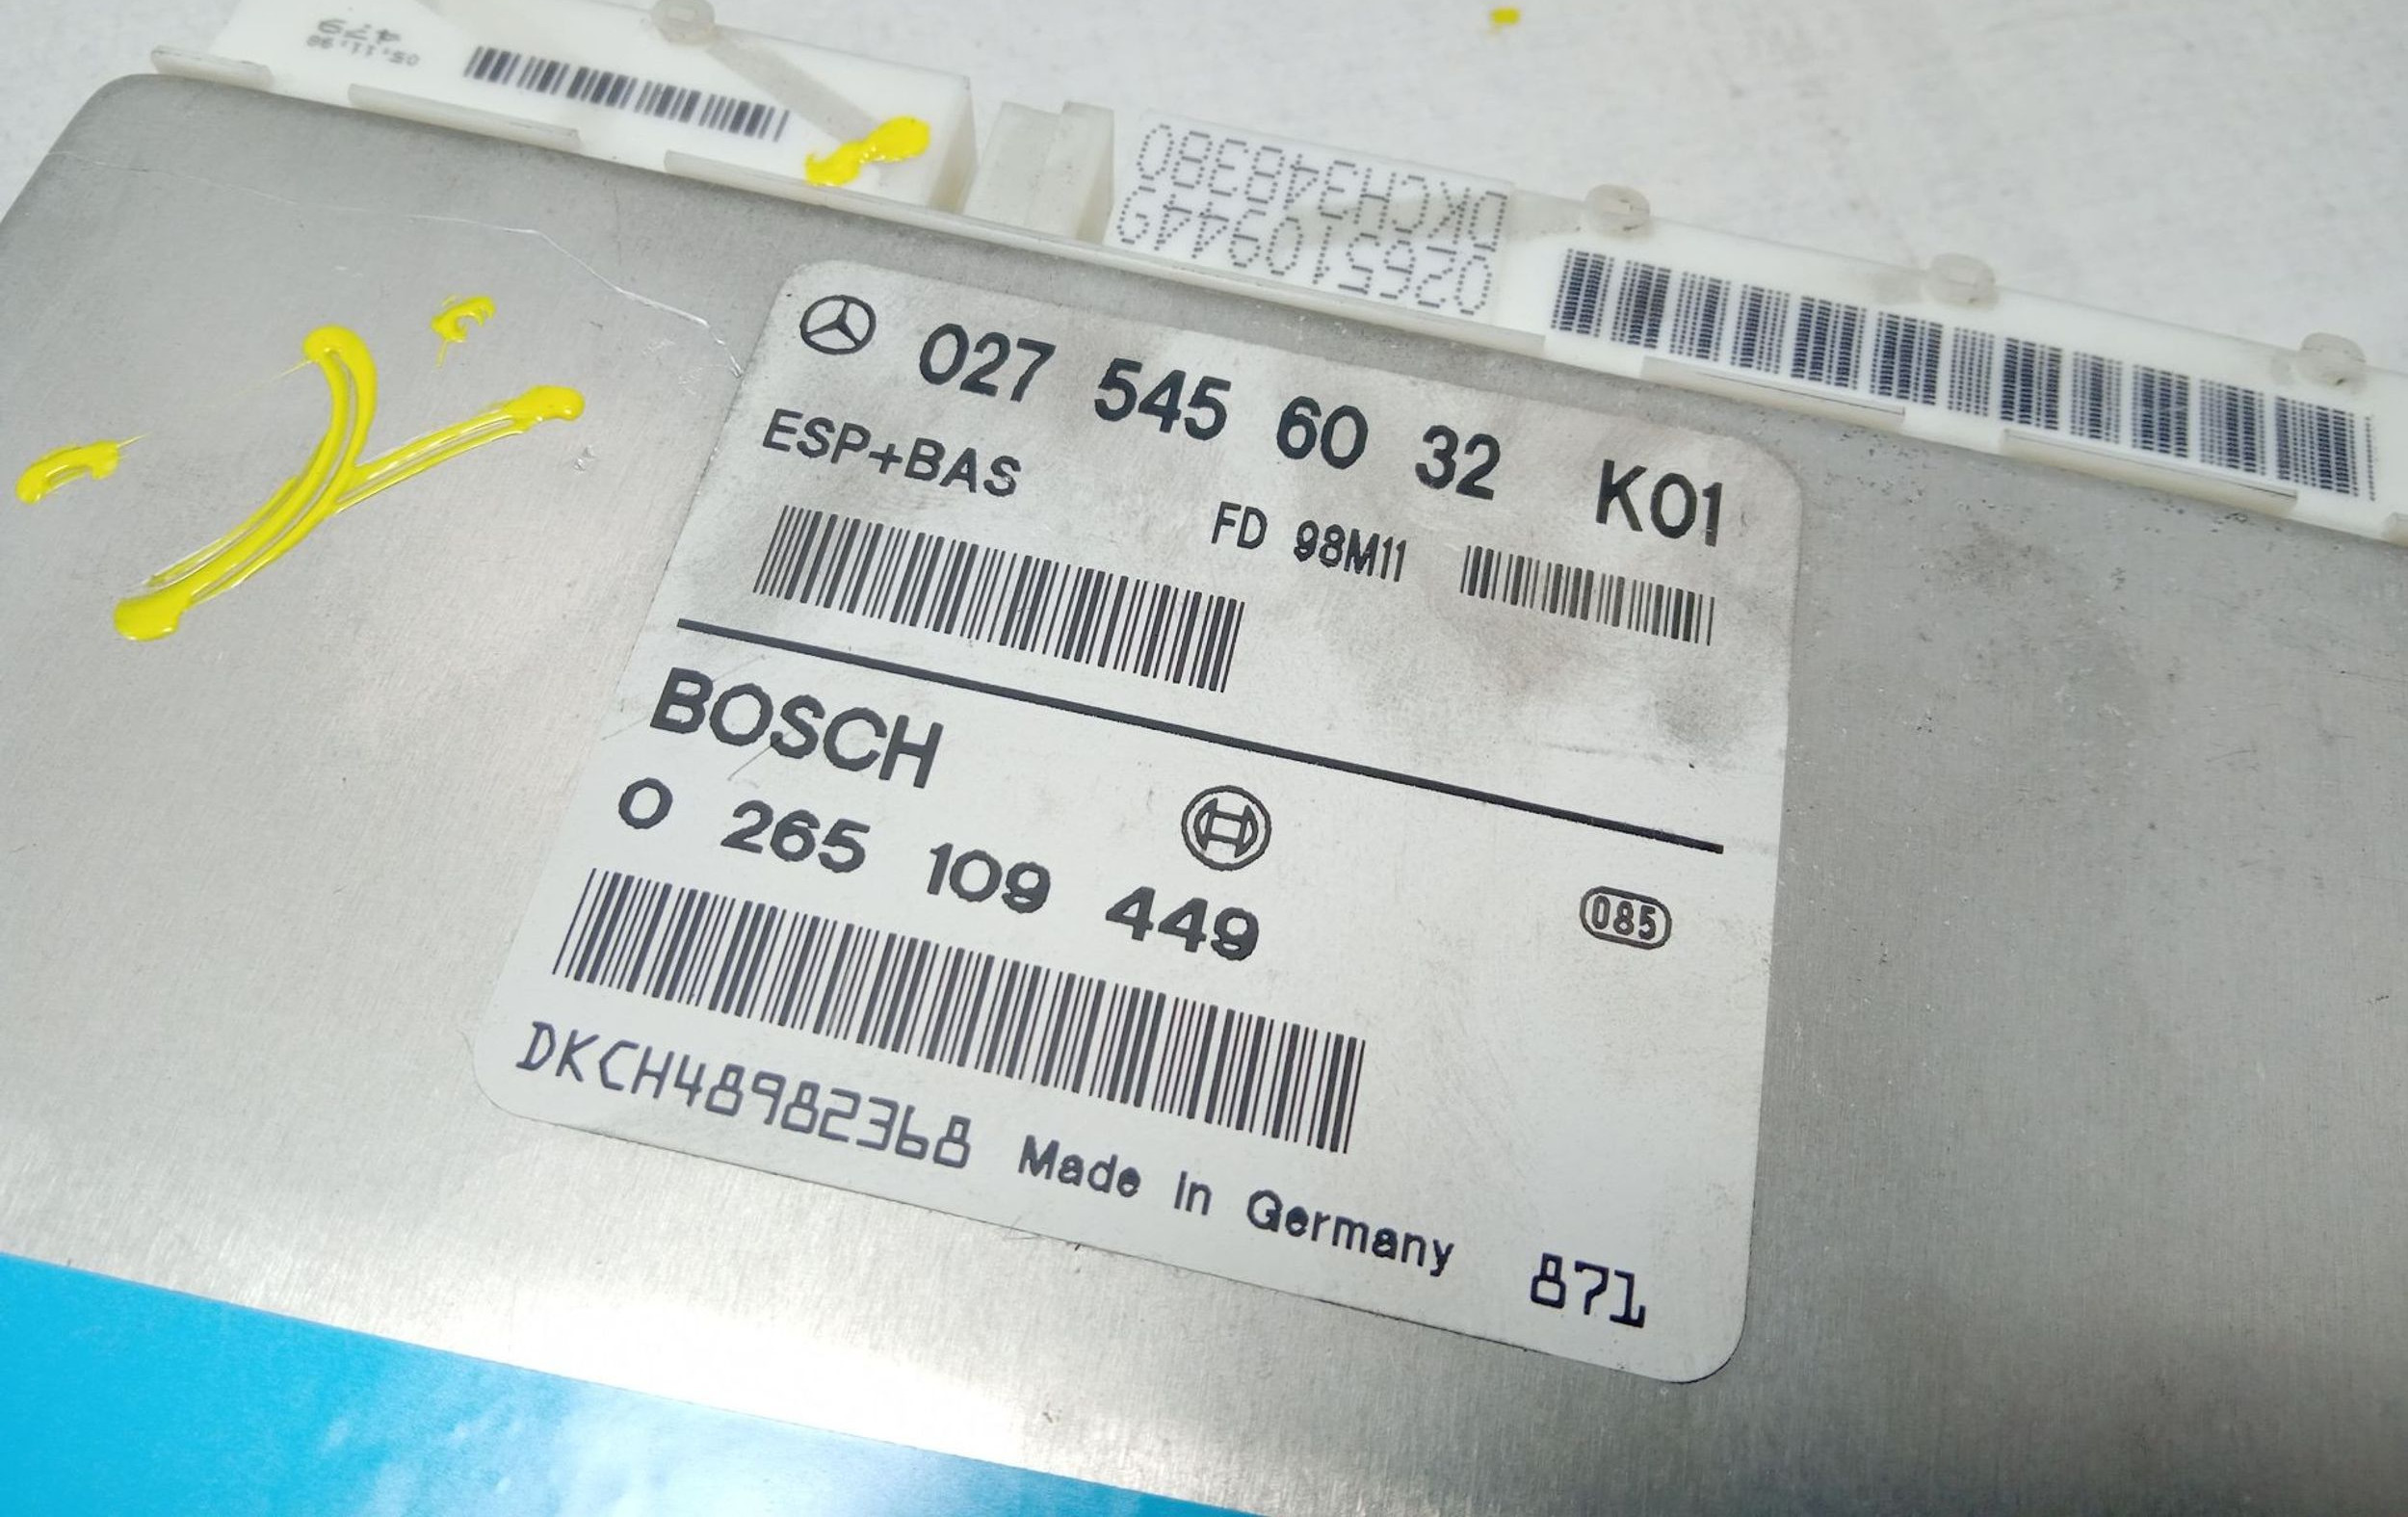 479
05.11.98
DKCH348380
0265109449
027 545 60 32 K01
ESP+BAS
FD 98M11
BOSCH
0 265 109 449
085
DKCH48982368 Made in Germany 871